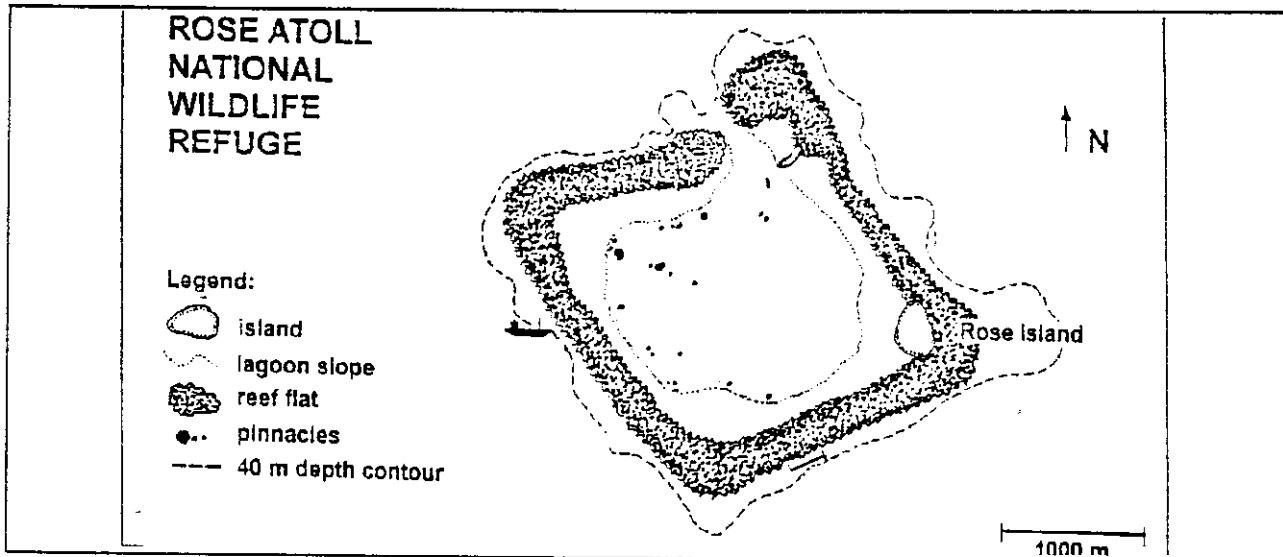 ROSE ATOLL
NATIONAL
WILDLIFE
REFUGE
N
Legend:
island
lagoon slope
reef flat
pinnacles
40 m depth contour
Rose Island
1000 m